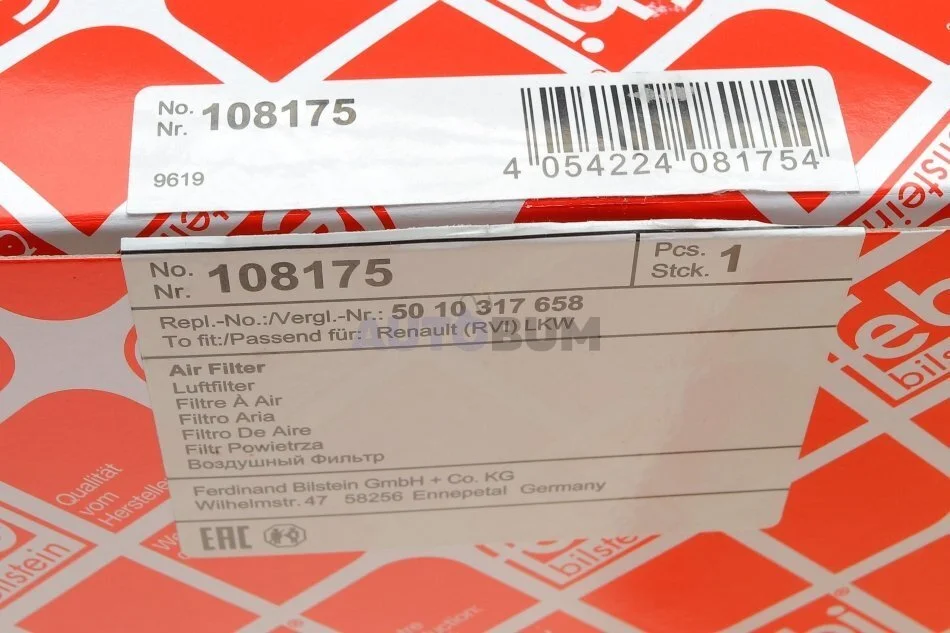 No.
Nr. 108175
9619
4 054224 081754
No.
Nr. 108175
Pcs.
Stck. 1
Repl.-No.:/Vergl.-Nr.: 50 10 317 658
To fit:/Passend für: Renault (RVI) LKW
AUTOBUM
Air Filter
Luftfilter
Filtre À Air
Filtro Aria
Filtro De Aire
Filtr Powietrza
Воздушный Фильтр
Ferdinand Bilstein GmbH + Co. KG
Wilhelmstr. 47 58256 Ennepetal Germany
EAC
Qualität
vom
Hersteller
febi
bilstein
bilstein
bilstein
bilstein